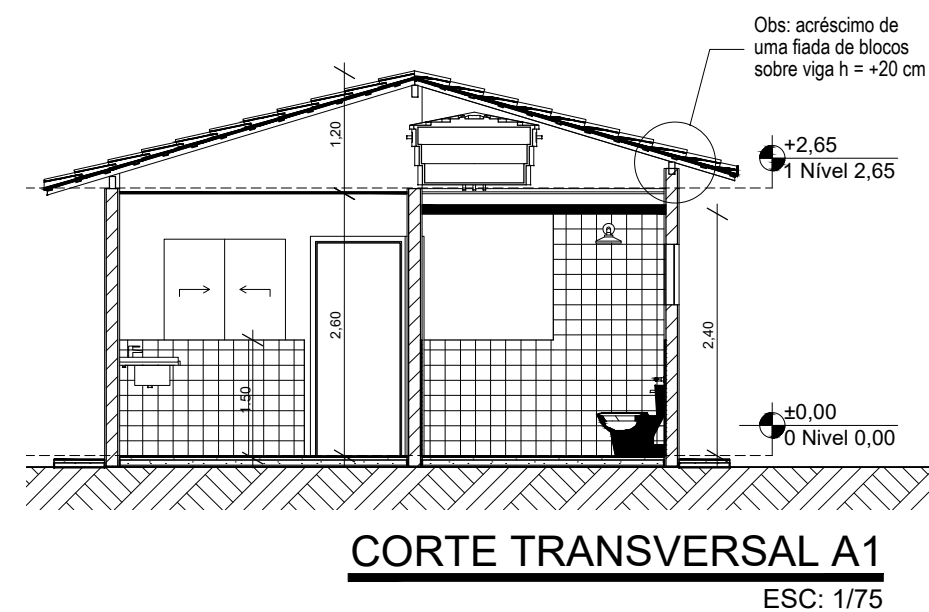 Obs: acréscimo de
uma fiada de blocos
sobre viga h = +20 cm
1,20
+2,65
1 Nível 2,65
2,60
2,40
1.50
±0,00
0 Nivel 0,00
CORTE TRANSVERSAL A1
ESC: 1/75